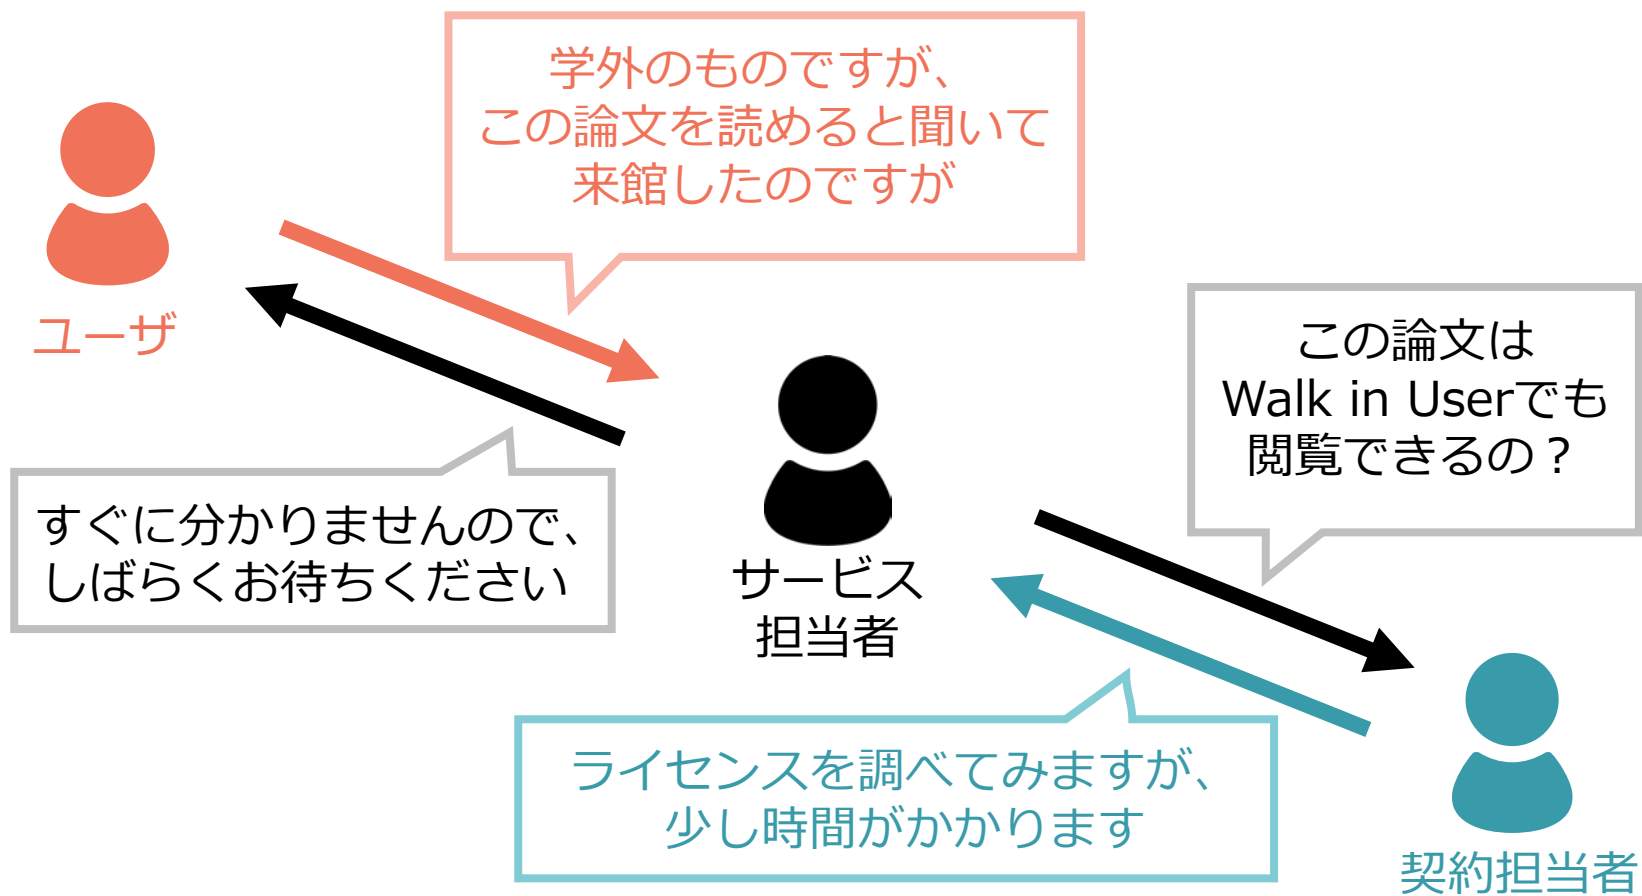 学外のものですが、
この論文を読めると聞いて
来館したのですが
ユーザ
この論文は
Walk in Userでも
閲覧できるの？
すぐに分かりませんので、
しばらくお待ちください
サービス
担当者
ライセンスを調べてみますが、
少し時間がかかります
契約担当者